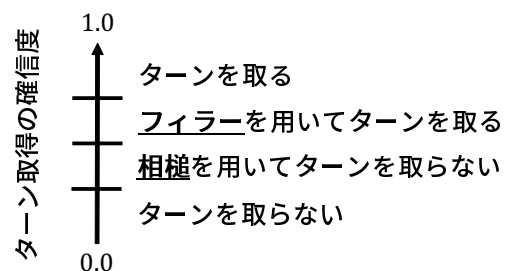 1.0
ターン取得の確信度
ターンを取る
フィラーを用いてターンを取る
相槌を用いてターンを取らない
ターンを取らない
0.0